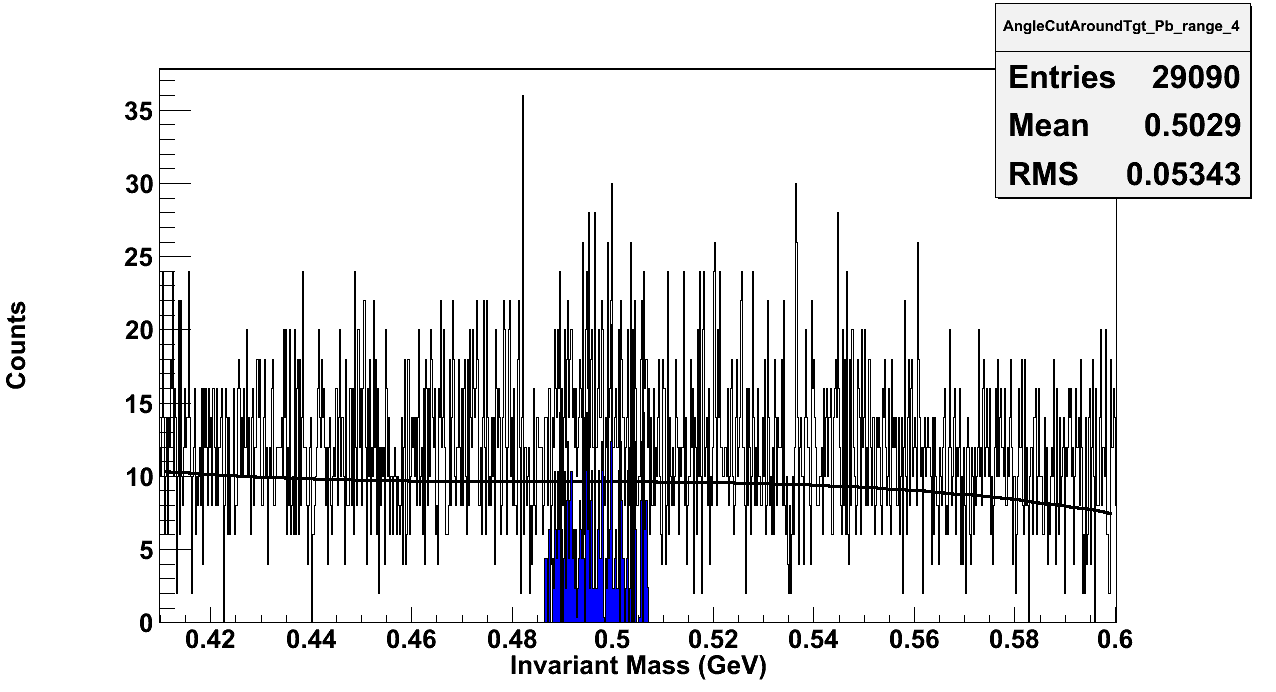 AngleCutAroundTgt_Pb_range_4
Entries 29090
Mean 0.5029
RMS 0.05343
Counts
35
30
25
20
15
10
5
0
0.42 0.44 0.46 0.48 0.5 0.52 0.54 0.56 0.58 0.6
Invariant Mass (GeV)